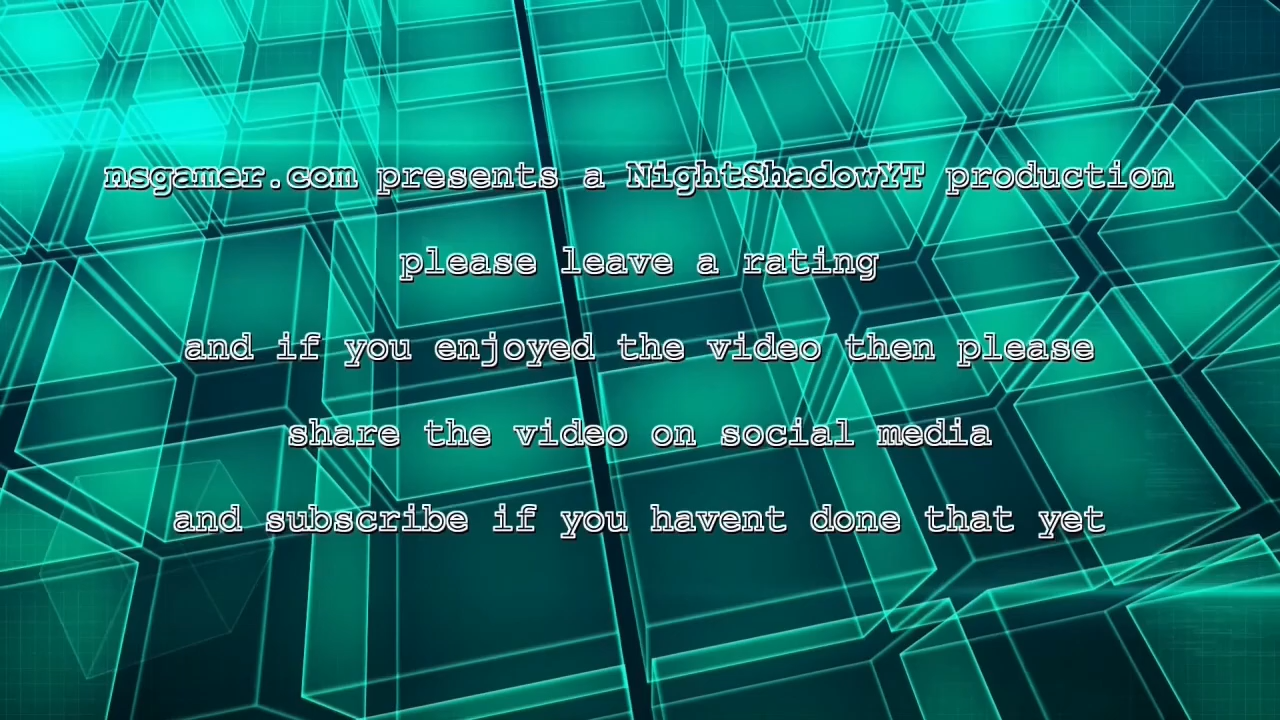 nsgamer.com presents a NightShadowYT production
please leave a rating
and if you enjoyed the video then please
share the video on social media
and subscribe if you havent done that yet